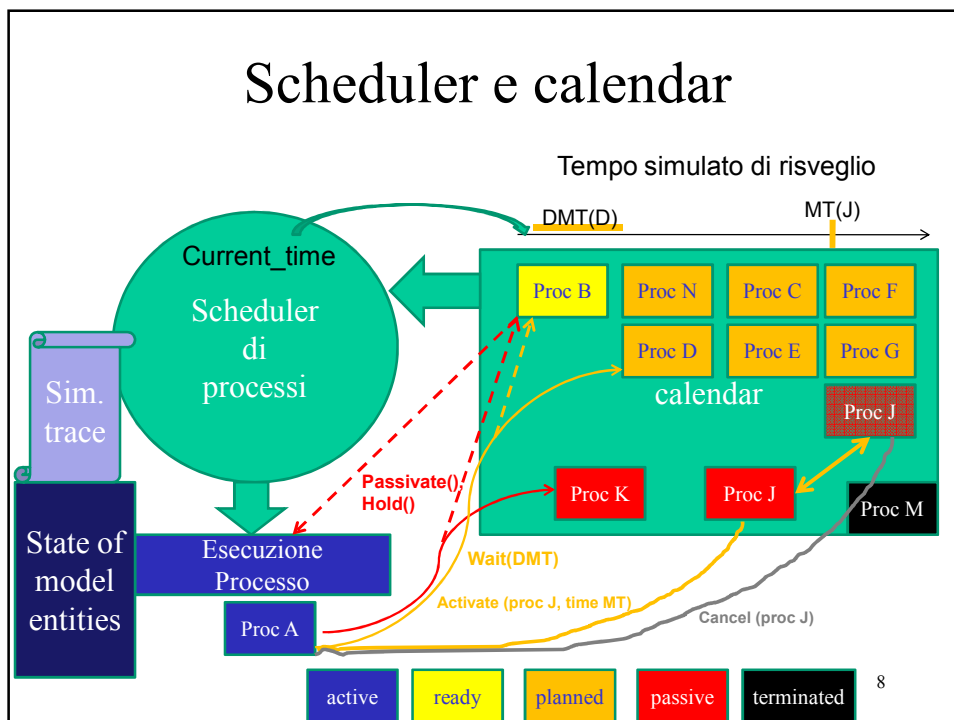 Scheduler e calendar
Tempo simulato di risveglio
DMT(D)
MT(J)
Current_time
Scheduler
di
processi
Proc B
Proc N
Proc C
Proc F
Proc D
Proc E
Proc G
calendar
Proc J
Sim.
trace
Passivate(),
Hold()
Proc K
Proc J
Proc M
State of
model
entities
Esecuzione
Processo
Wait(DMT)
Activate (proc J, time MT)
Cancel (proc J)
Proc A
active
ready
planned
passive
terminated
8